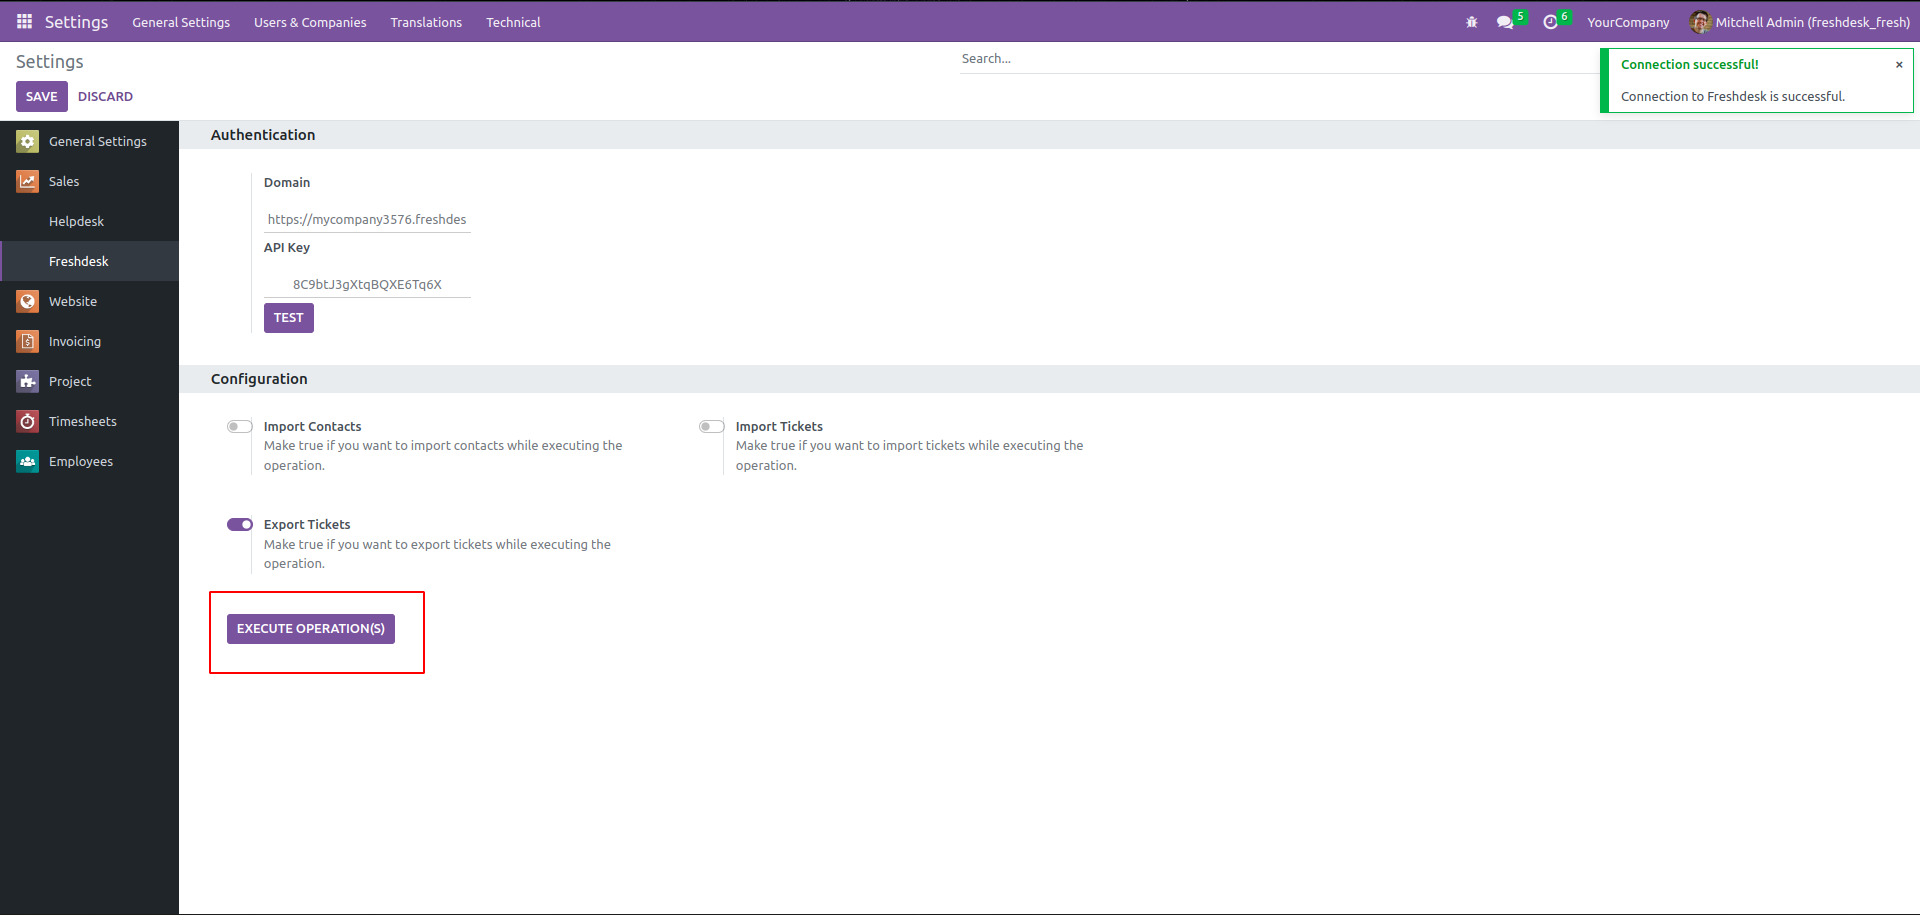 Settings General Settings Users & Companies Translations Technical 5 6 YourCompany Mitchell Admin (freshdesk_fresh)
Settings
Search...
Connection successful! ×
Connection to Freshdesk is successful.
SAVE DISCARD
General Settings
Sales
Helpdesk
Freshdesk
Website
Invoicing
Project
Timesheets
Employees
Authentication
Domain
https://mycompany3576.freshdes
API Key
8C9btJ3gXtqBQXE6Tq6X
TEST
Configuration
Import Contacts
Make true if you want to import contacts while executing the
operation.
Import Tickets
Make true if you want to import tickets while executing the
operation.
Export Tickets
Make true if you want to export tickets while executing the
operation.
EXECUTE OPERATION(S)